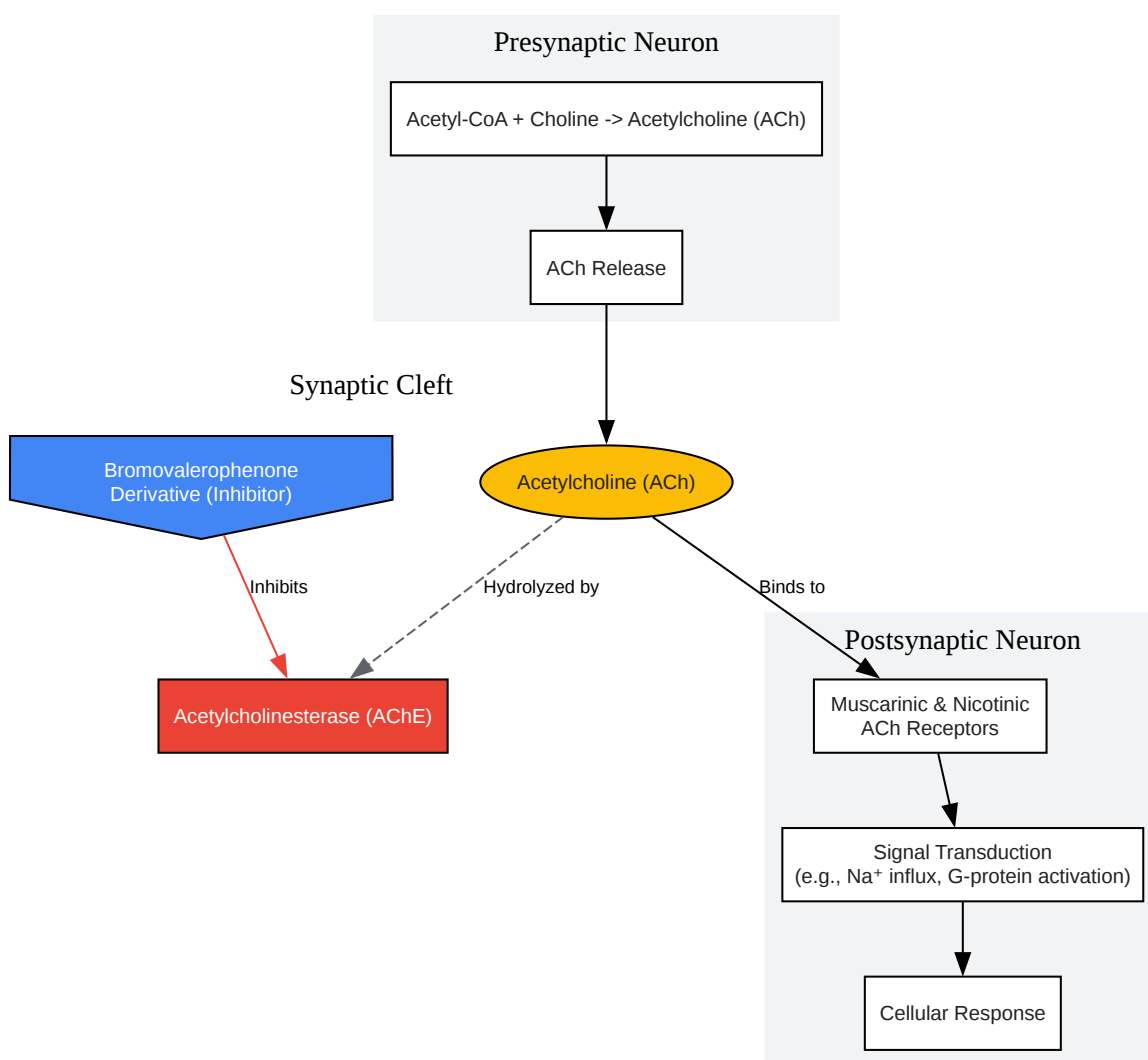 Presynaptic Neuron
Acetyl-CoA + Choline -> Acetylcholine (ACh)
ACh Release
Synaptic Cleft
Bromovalerophenone
Derivative (Inhibitor)
Acetylcholine (ACh)
Inhibits
Hydrolyzed by
Binds to
Postsynaptic Neuron
Acetylcholinesterase (AChE)
Muscarinic & Nicotinic
ACh Receptors
Signal Transduction
(e.g., Na⁺ influx, G-protein activation)
Cellular Response